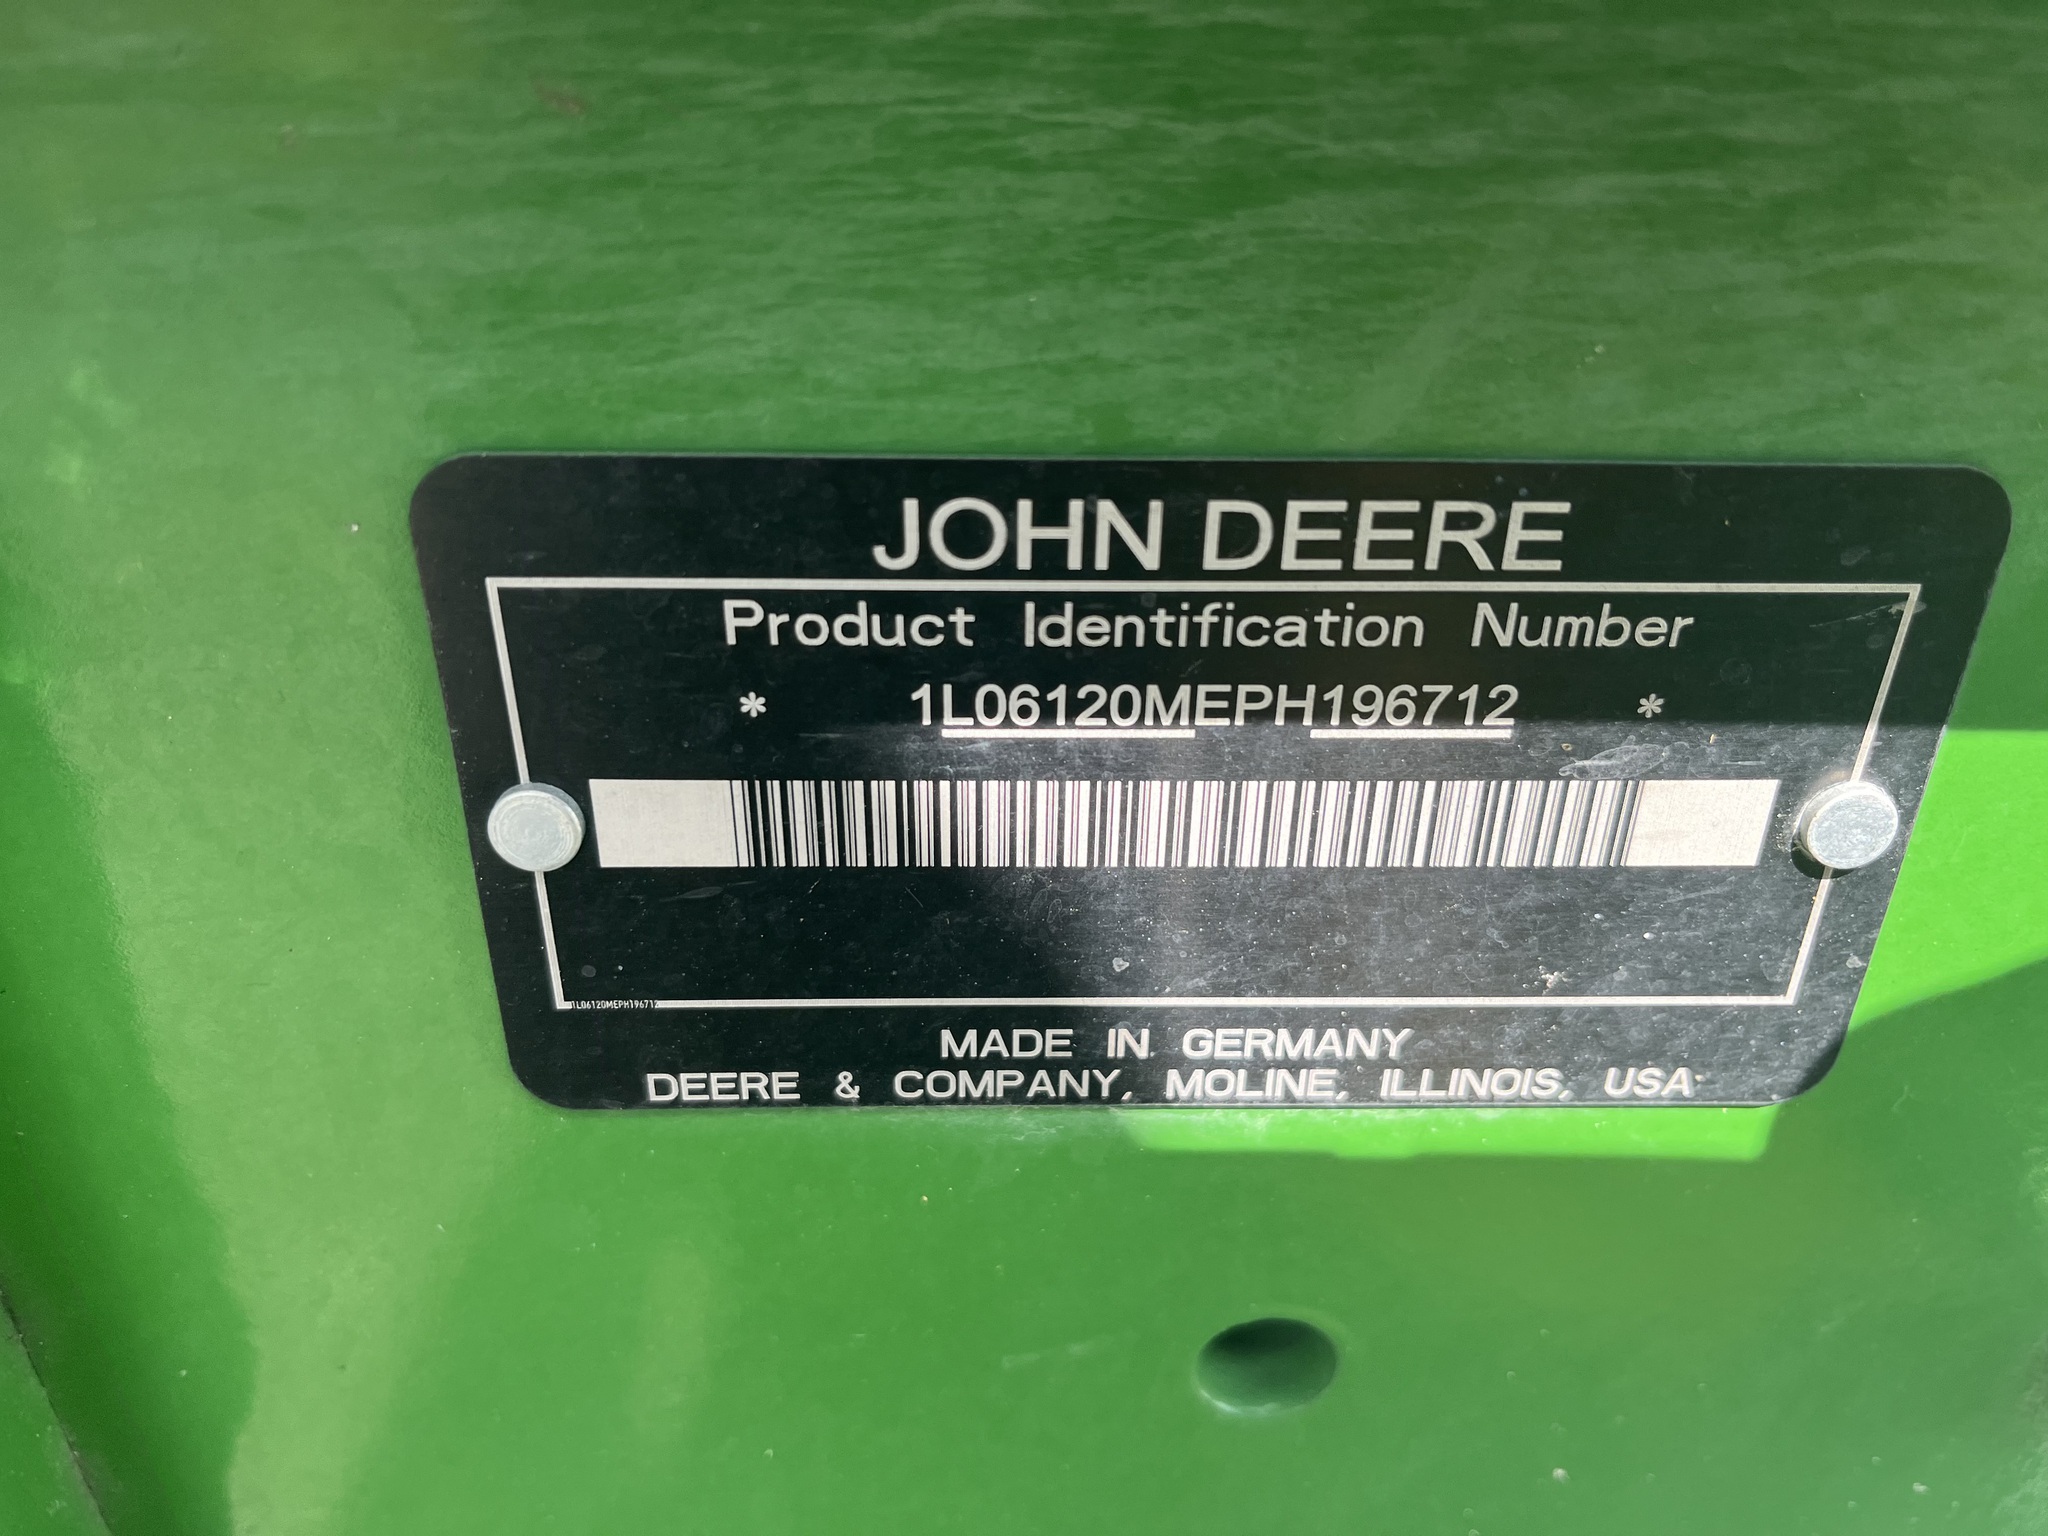 JOHN DEERE
Product Identification Number
* 1L06120MEPH196712 *
1L06120MEPH196712
MADE IN GERMANY
DEERE & COMPANY, MOLINE, ILLINOIS, USA